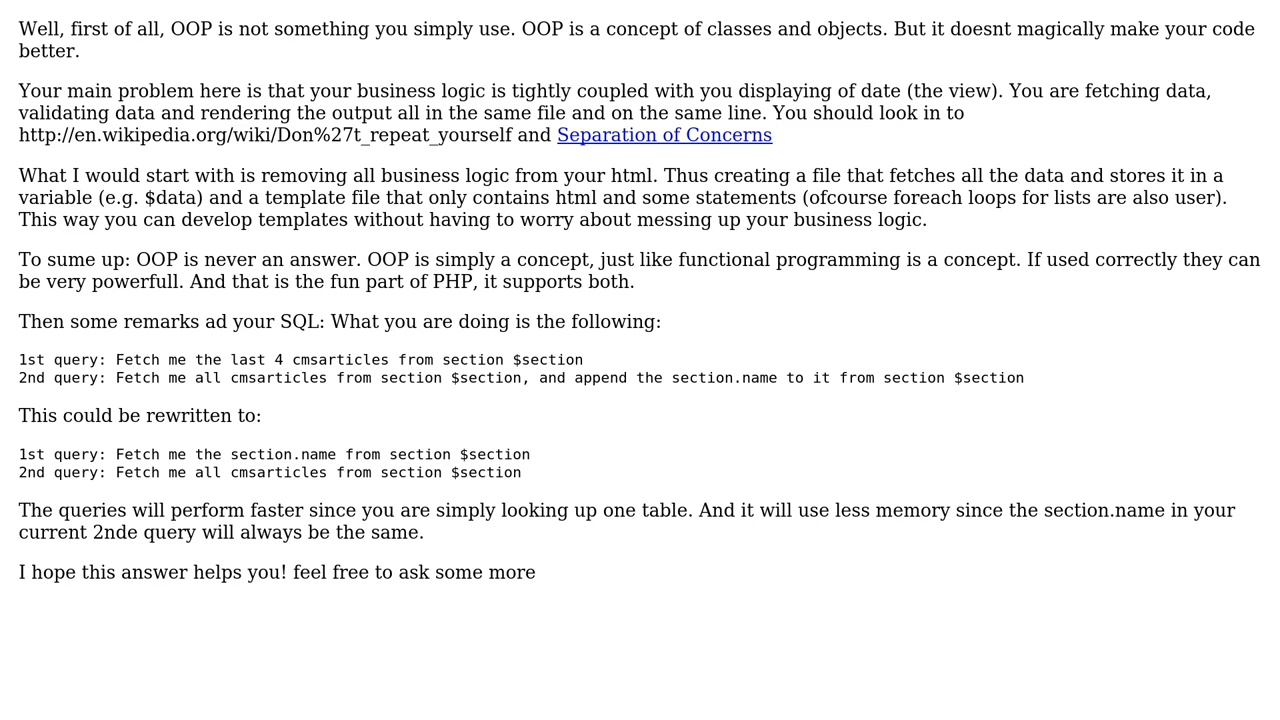 Well, first of all, OOP is not something you simply use. OOP is a concept of classes and objects. But it doesnt magically make your code
better.
Your main problem here is that your business logic is tightly coupled with you displaying of date (the view). You are fetching data,
validating data and rendering the output all in the same file and on the same line. You should look in to
http://en.wikipedia.org/wiki/Don%27t_repeat_yourself and Separation of Concerns
What I would start with is removing all business logic from your html. Thus creating a file that fetches all the data and stores it in a
variable (e.g. $data) and a template file that only contains html and some statements (ofcourse foreach loops for lists are also user).
This way you can develop templates without having to worry about messing up your business logic.
To sume up: OOP is never an answer. OOP is simply a concept, just like functional programming is a concept. If used correctly they can
be very powerfull. And that is the fun part of PHP, it supports both.
Then some remarks ad your SQL: What you are doing is the following:
1st query: Fetch me the last 4 cmsarticles from section $section
2nd query: Fetch me all cmsarticles from section $section, and append the section.name to it from section $section
This could be rewritten to:
1st query: Fetch me the section.name from section $section
2nd query: Fetch me all cmsarticles from section $section
The queries will perform faster since you are simply looking up one table. And it will use less memory since the section.name in your
current 2nde query will always be the same.
I hope this answer helps you! feel free to ask some more